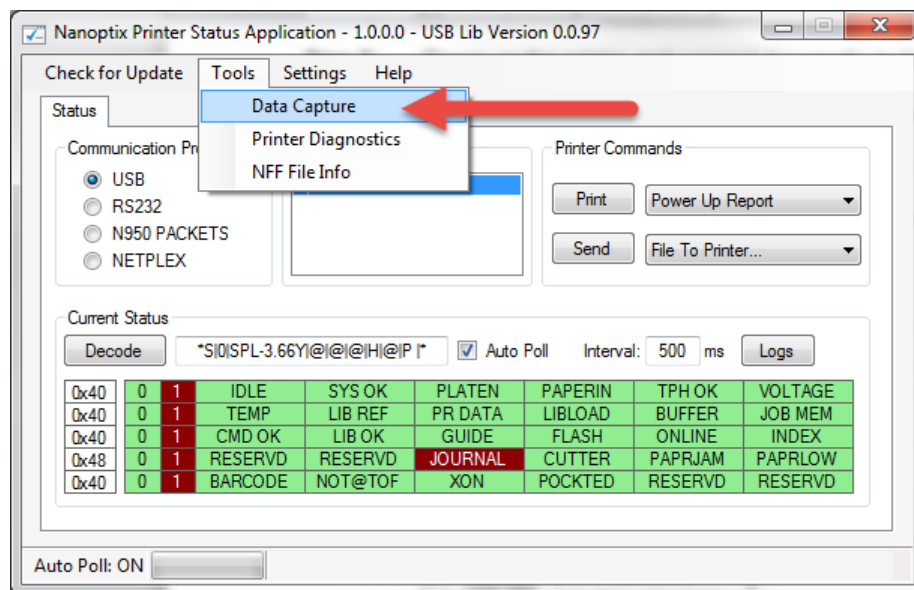 Nanoptix Printer Status Application - 1.0.0.0 - USB Lib Version 0.0.97
Check for Update Tools Settings Help
Data Capture
Printer Diagnostics
NFF File Info
Status
Communication Pr
USB
RS232
N950 PACKETS
NETPLEX
Printer Commands
Print Power Up Report
Send File To Printer...
Current Status
Decode *S|0|SPL-3.66Y|@|@|@|H|@|P |* Auto Poll Interval: 500 ms Logs
0x40 0 1 IDLE SYS OK PLATEN PAPERIN TPH OK VOLTAGE
0x40 0 1 TEMP LIB REF PR DATA LIBLOAD BUFFER JOB MEM
0x40 0 1 CMD OK LIB OK GUIDE FLASH ONLINE INDEX
0x48 0 1 RESERVD RESERVD JOURNAL CUTTER PAPRJAM PAPRLOW
0x40 0 1 BARCODE NOT@TOF XON POCKTED RESERVD RESERVD
Auto Poll: ON